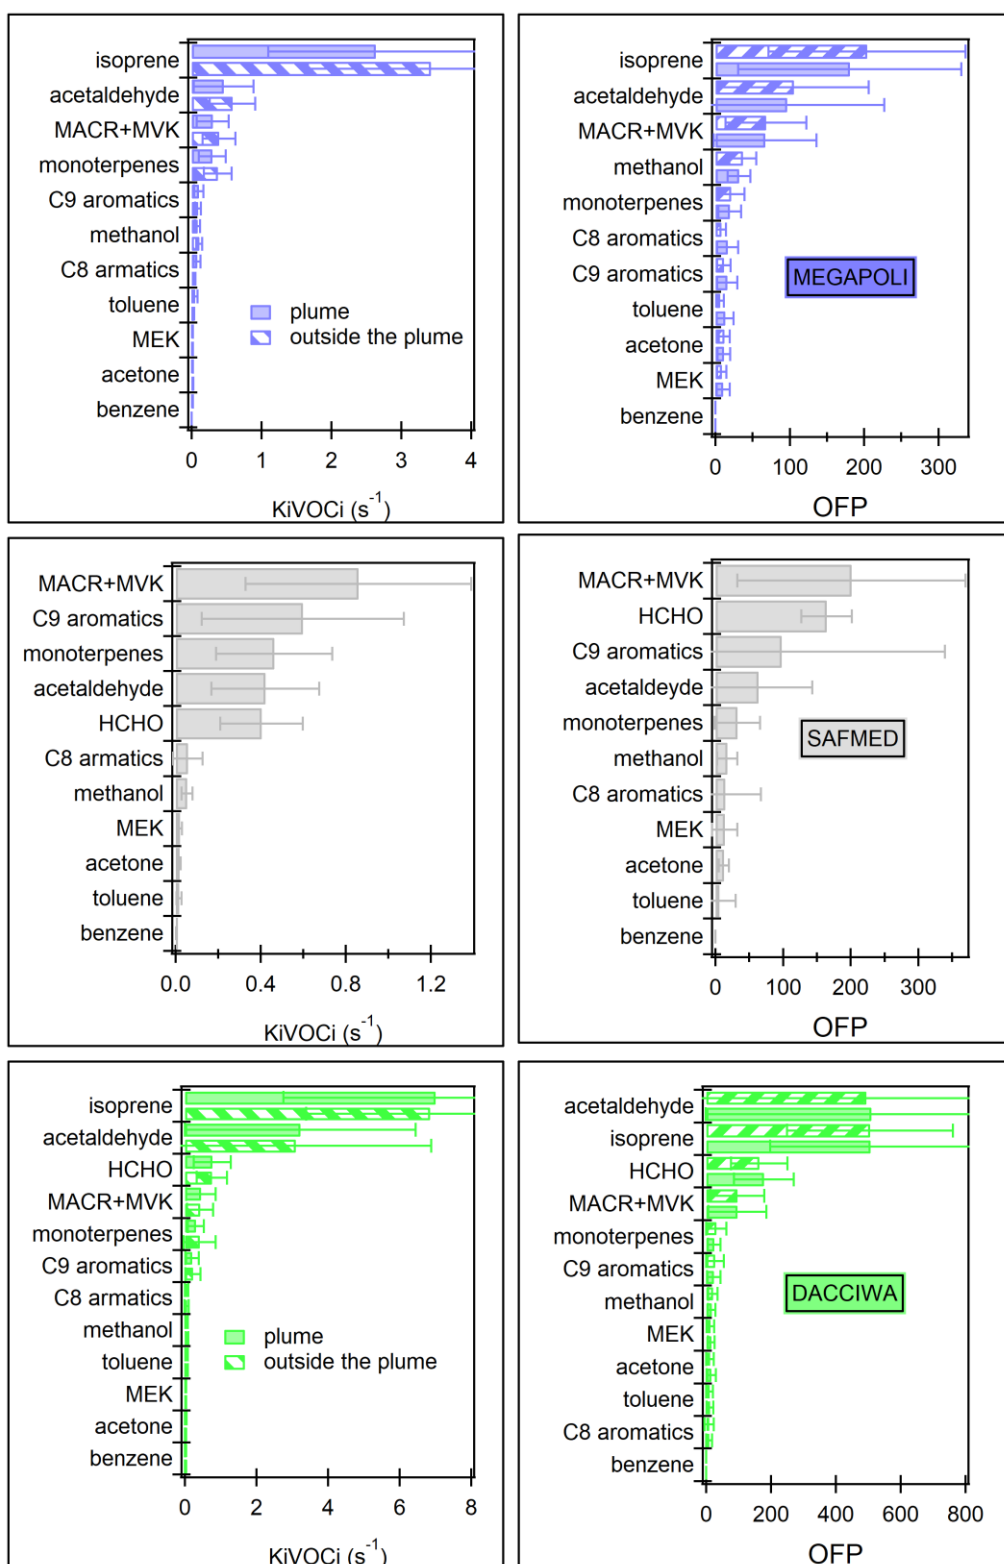 isoprene
acetaldehyde
MACR+MVK
monoterpenes
C9 aromatics
methanol
C8 armatics
toluene
MEK
acetone
benzene
plume
outside the plume
0 1 2 3 4
KiVOCi (s⁻¹)
isoprene
acetaldehyde
MACR+MVK
methanol
monoterpenes
C8 aromatics
C9 aromatics
toluene
acetone
MEK
benzene
MEGAPOLI
0 100 200 300
OFP
MACR+MVK
C9 aromatics
monoterpenes
acetaldehyde
HCHO
C8 armatics
methanol
MEK
acetone
toluene
benzene
0.0 0.4 0.8 1.2
KiVOCi (s⁻¹)
MACR+MVK
HCHO
C9 aromatics
acetaldeyde
monoterpenes
methanol
C8 aromatics
MEK
acetone
toluene
benzene
SAFMED
0 100 200 300
OFP
isoprene
acetaldehyde
HCHO
MACR+MVK
monoterpenes
C9 aromatics
C8 armatics
methanol
toluene
MEK
acetone
benzene
plume
outside the plume
0 2 4 6 8
KiVOCi (s⁻¹)
acetaldehyde
isoprene
HCHO
MACR+MVK
monoterpenes
C9 aromatics
methanol
MEK
acetone
toluene
C8 aromatics
benzene
DACCIWA
0 200 400 600 800
OFP